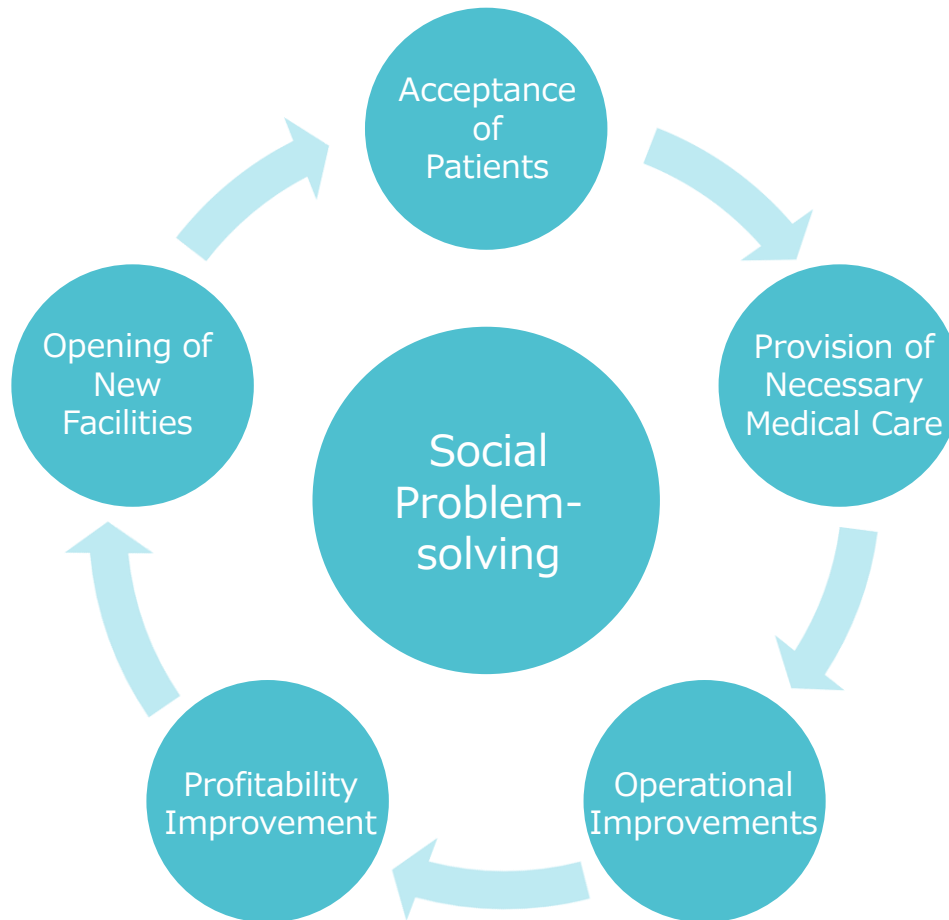 Acceptance
of
Patients
Provision of
Necessary
Medical Care
Operational
Improvements
Profitability
Improvement
Opening of
New
Facilities
Social
Problem-
solving